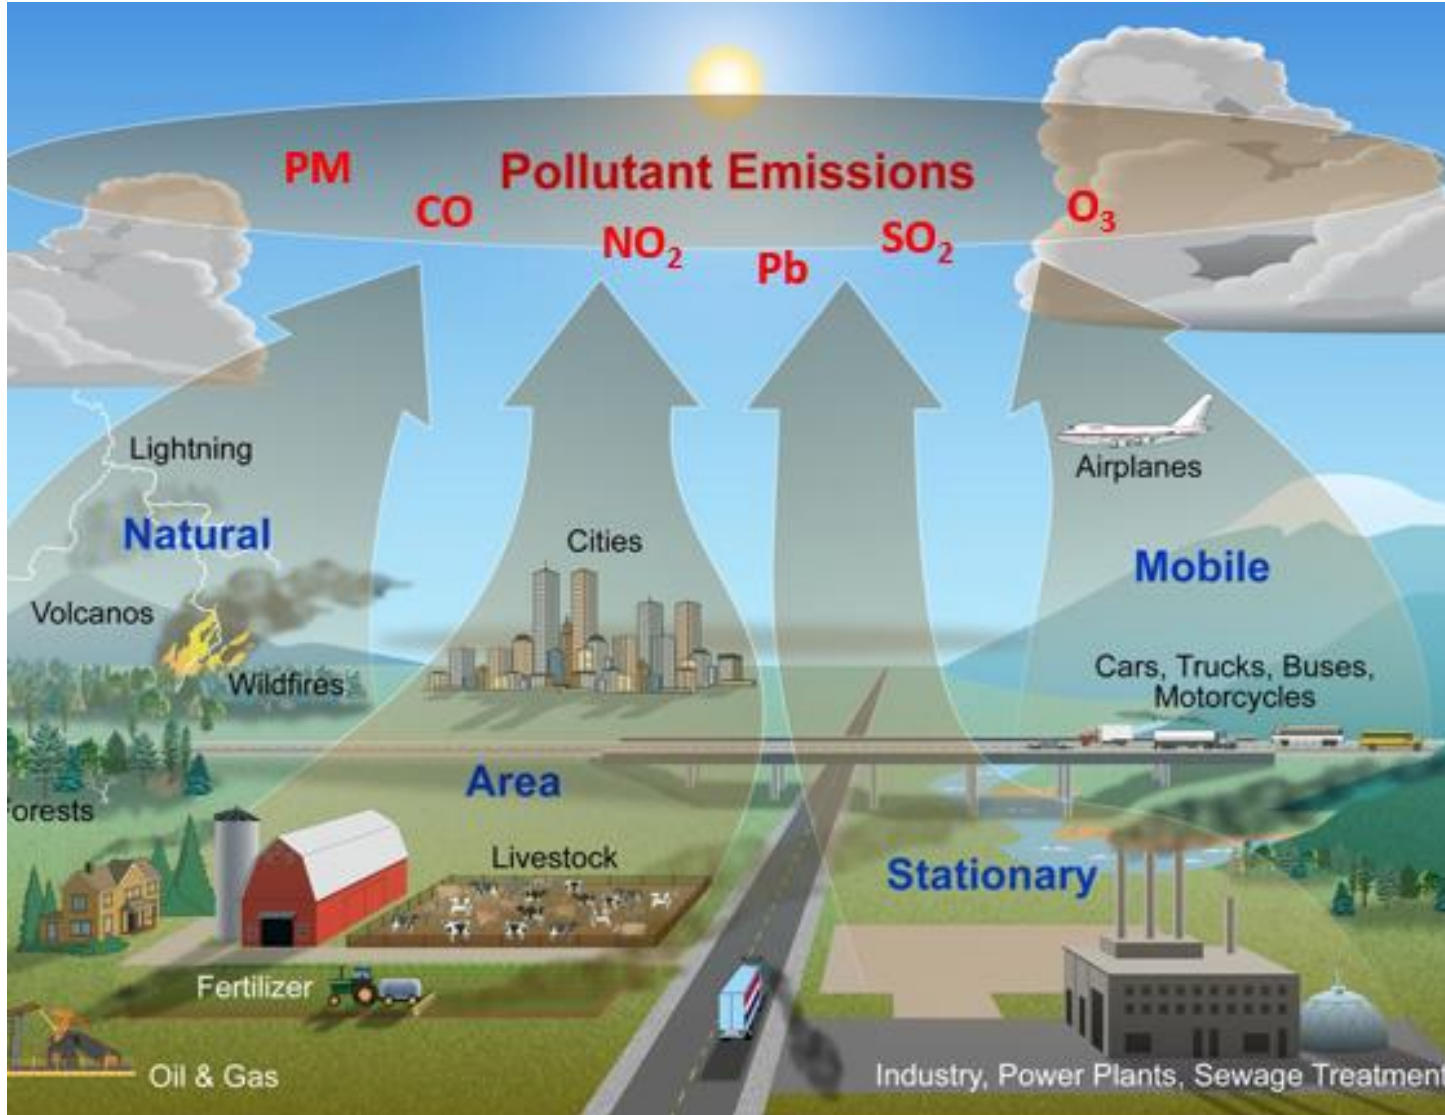 Pollutant Emissions
PM
CO
NO₂
Pb
SO₂
O₃
Lightning
Natural
Volcanos
Wildfires
orests
Cities
Area
Livestock
Fertilizer
Oil & Gas
Airplanes
Mobile
Cars, Trucks, Buses,
Motorcycles
Stationary
Industry, Power Plants, Sewage Treatment